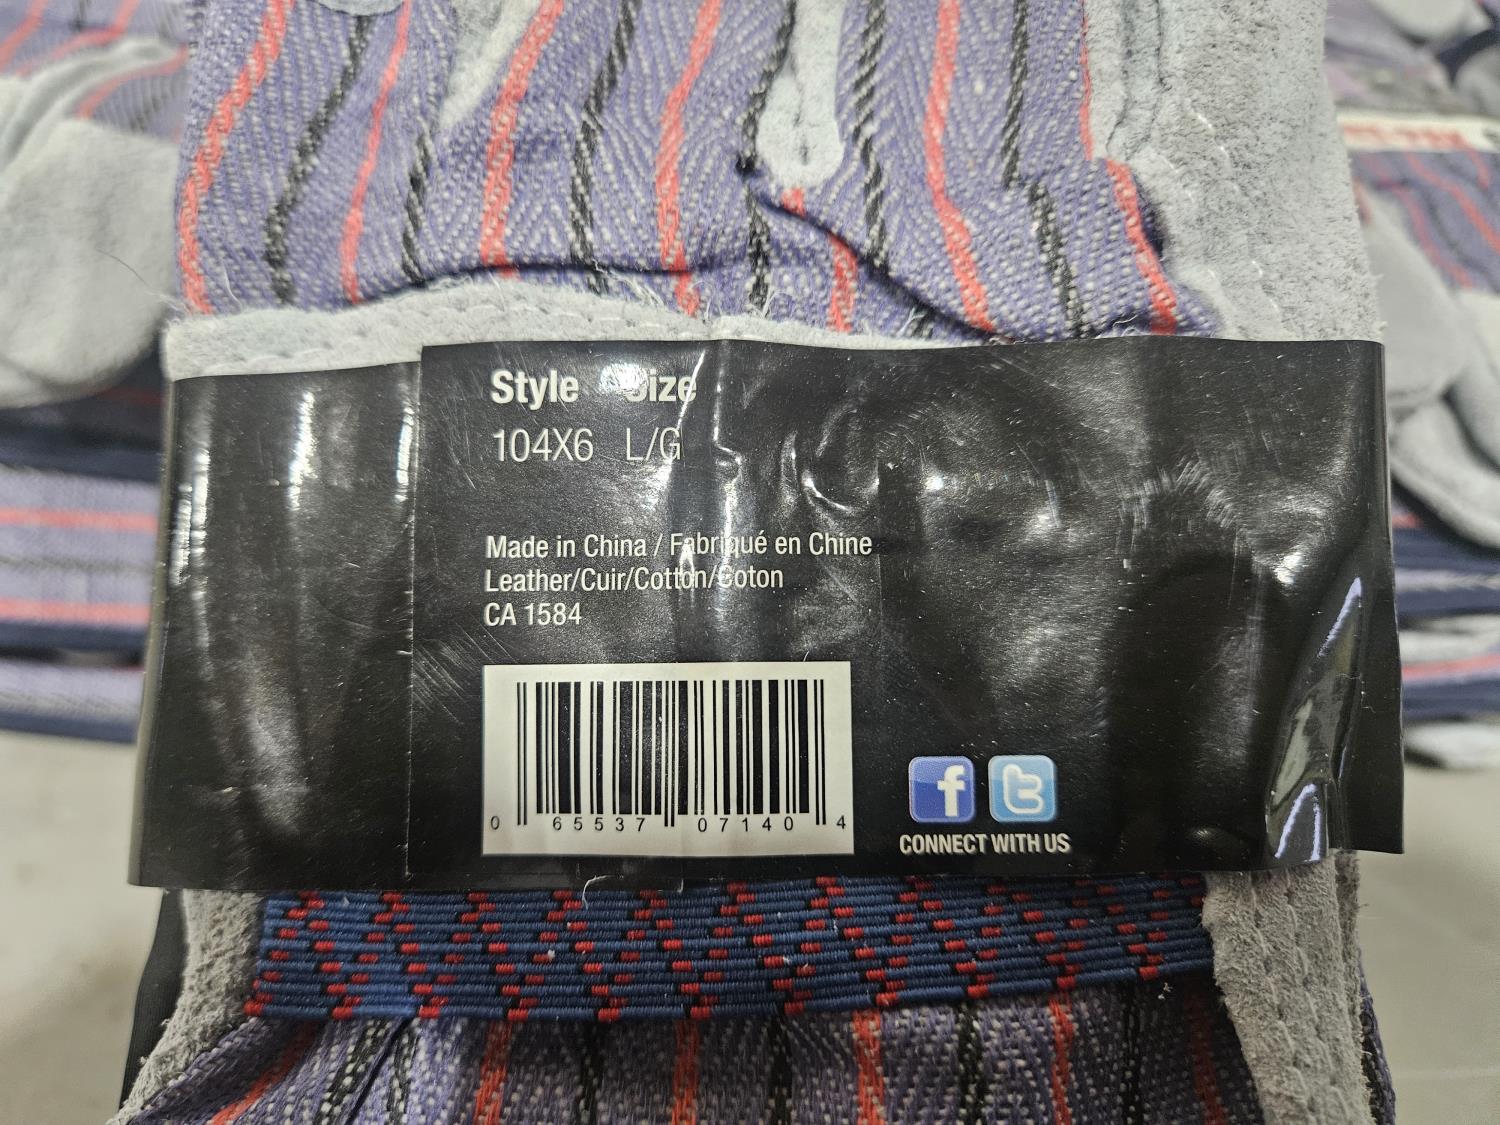 Style Size
104X6 L/G
Made in China / Fabriqué en Chine
Leather/Cuir/Cotton/Coton
CA 1584
0 65537 07140 4
f t
CONNECT WITH US